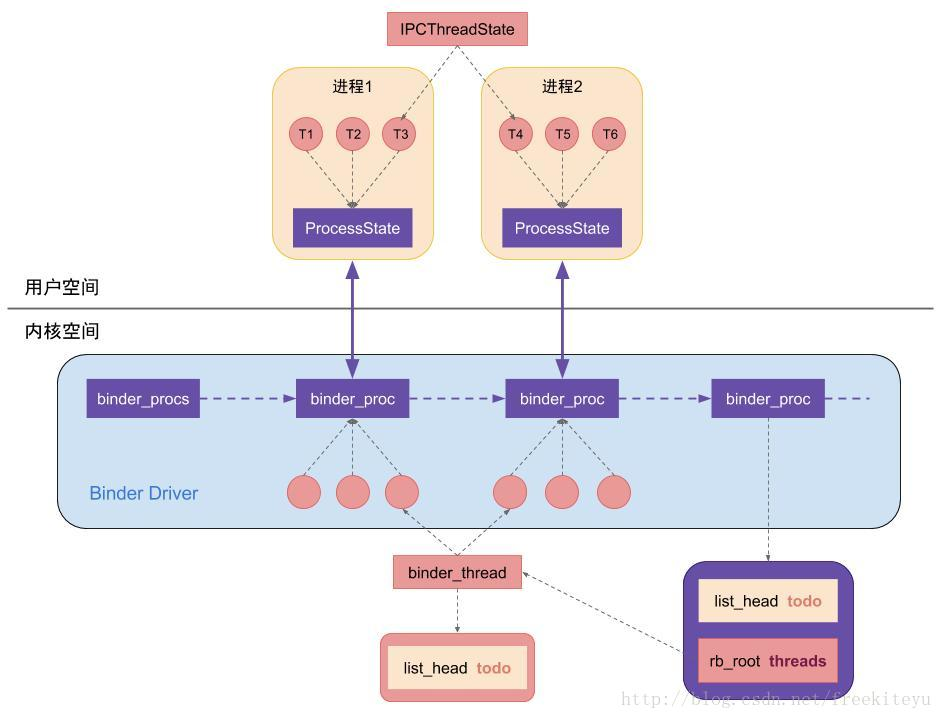 IPCThreadState
进程1
进程2
T1 T2 T3
T4 T5 T6
ProcessState
ProcessState
用户空间
内核空间
binder_procs
binder_proc
binder_proc
binder_proc
Binder Driver
binder_thread
list_head todo
list_head todo
rb_root threads
http://blog.csdn.net/freekiteyu